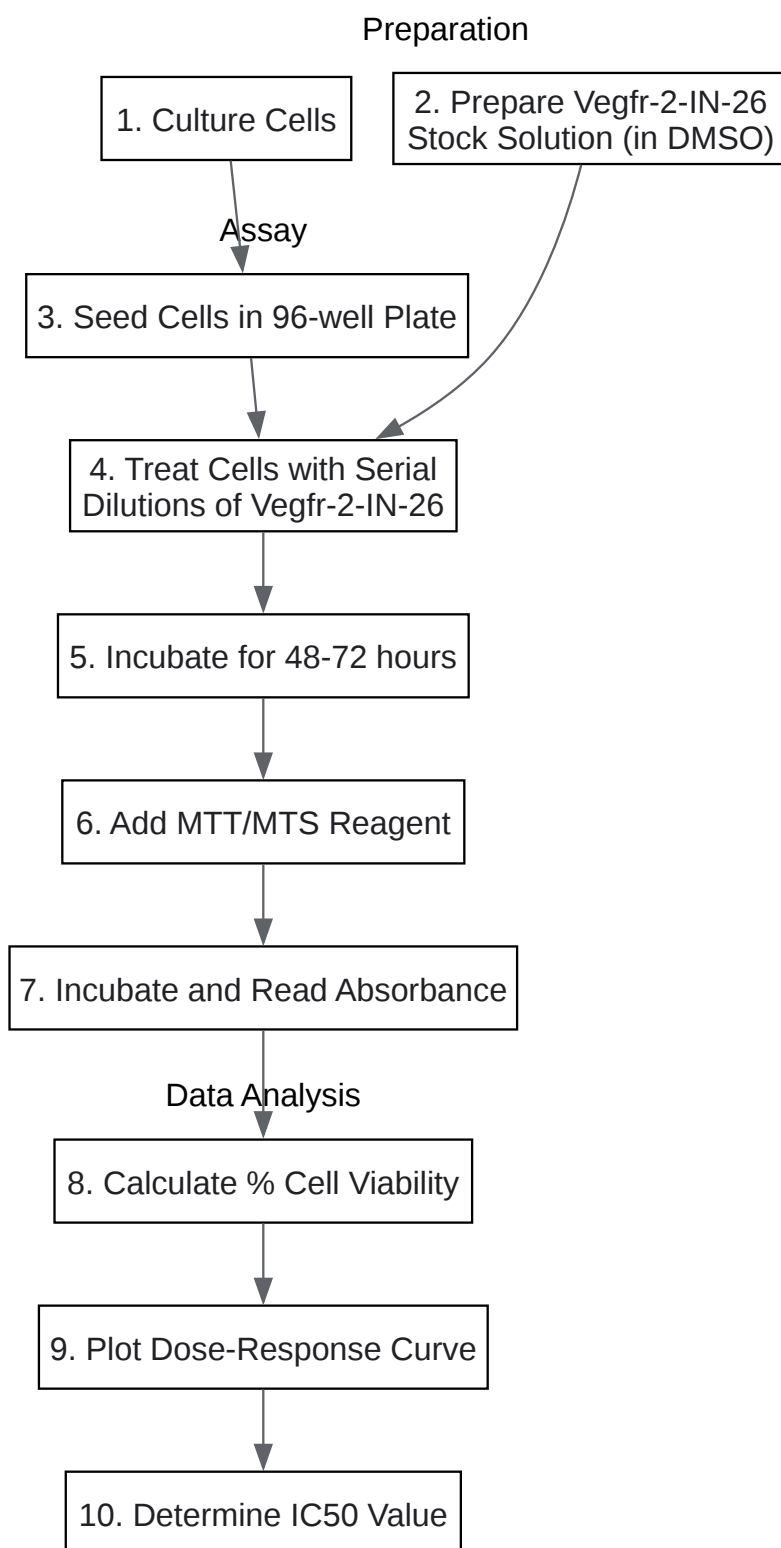 Preparation
1. Culture Cells
2. Prepare Vegfr-2-IN-26
Stock Solution (in DMSO)
Assay
3. Seed Cells in 96-well Plate
4. Treat Cells with Serial
Dilutions of Vegfr-2-IN-26
5. Incubate for 48-72 hours
6. Add MTT/MTS Reagent
7. Incubate and Read Absorbance
Data Analysis
8. Calculate % Cell Viability
9. Plot Dose-Response Curve
10. Determine IC50 Value